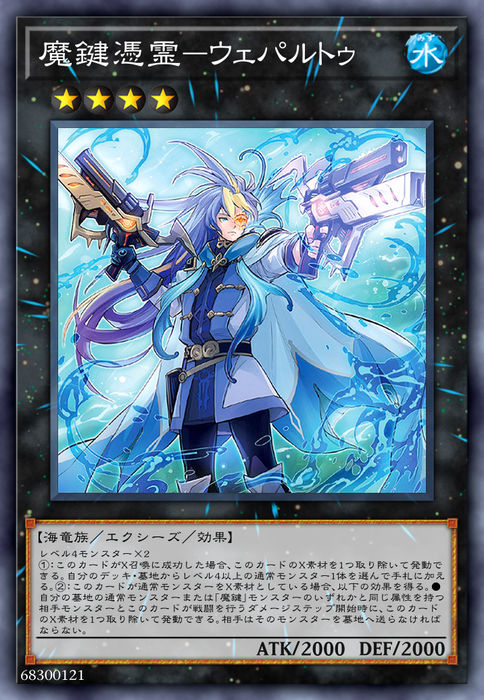 魔鍵憑霊－ウェパルトゥ
みず
水
【海竜族／エクシーズ／効果】
レベル4モンスター×2
①：このカードがX召喚に成功した場合、このカードのX素材を1つ取り除いて発動で
きる。自分のデッキ・墓地からレベル4以上の通常モンスター1体を選んで手札に加え
る。②：このカードが通常モンスターをX素材としている場合、以下の効果を得る。●
自分の墓地の通常モンスターまたは「魔鍵」モンスターのいずれかと同じ属性を持つ
相手モンスターとこのカードが戦闘を行うダメージステップ開始時に、このカード
のX素材を1つ取り除いて発動できる。相手はそのモンスターを墓地へ送らなければ
ならない。
ATK/2000 DEF/2000
68300121